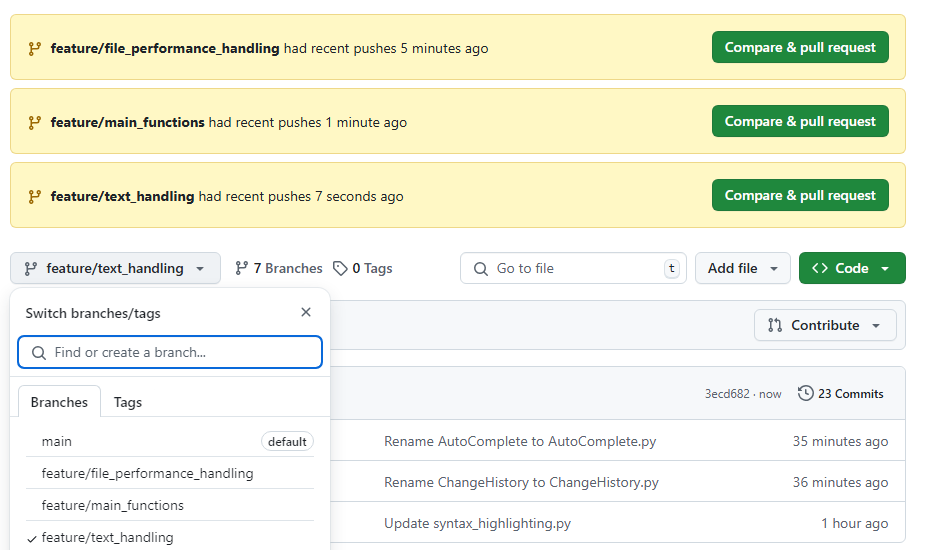 feature/file_performance_handling had recent pushes 5 minutes ago Compare & pull request
feature/main_functions had recent pushes 1 minute ago Compare & pull request
feature/text_handling had recent pushes 7 seconds ago Compare & pull request
feature/text_handling 7 Branches 0 Tags Go to file t Add file Code
Switch branches/tags
Contribute
Find or create a branch...
Branches Tags
3ecd682 · now 23 Commits
main default
Rename AutoComplete to AutoComplete.py 35 minutes ago
feature/file_performance_handling
Rename ChangeHistory to ChangeHistory.py 36 minutes ago
feature/main_functions
Update syntax_highlighting.py 1 hour ago
feature/text_handling